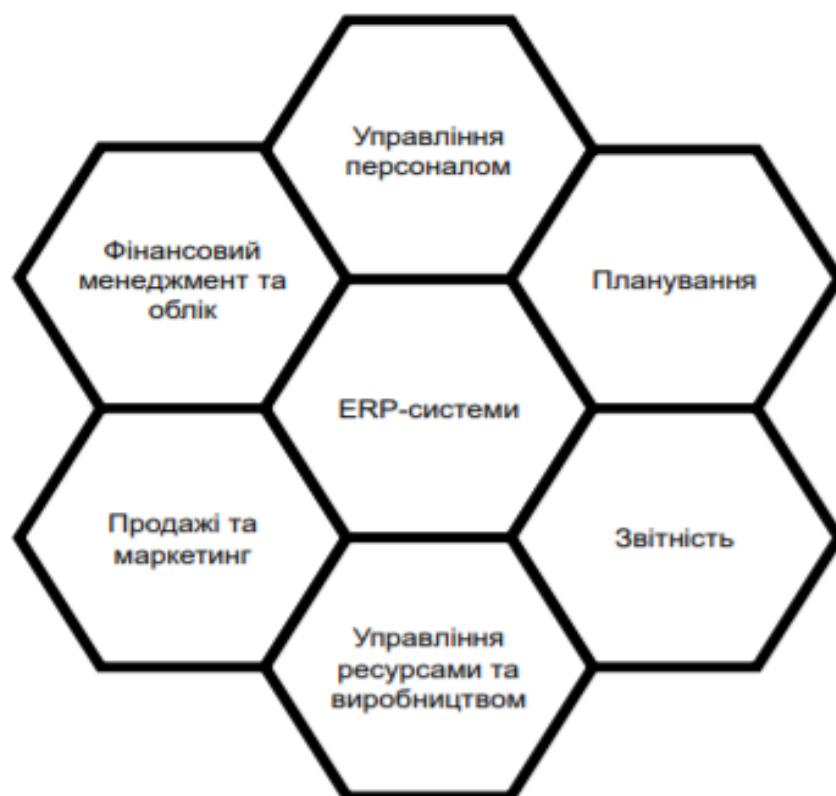 Управління
персоналом
Фінансовий
менеджмент та
облік
Планування
ERP-системи
Продажі та
маркетинг
Звітність
Управління
ресурсами та
виробництвом